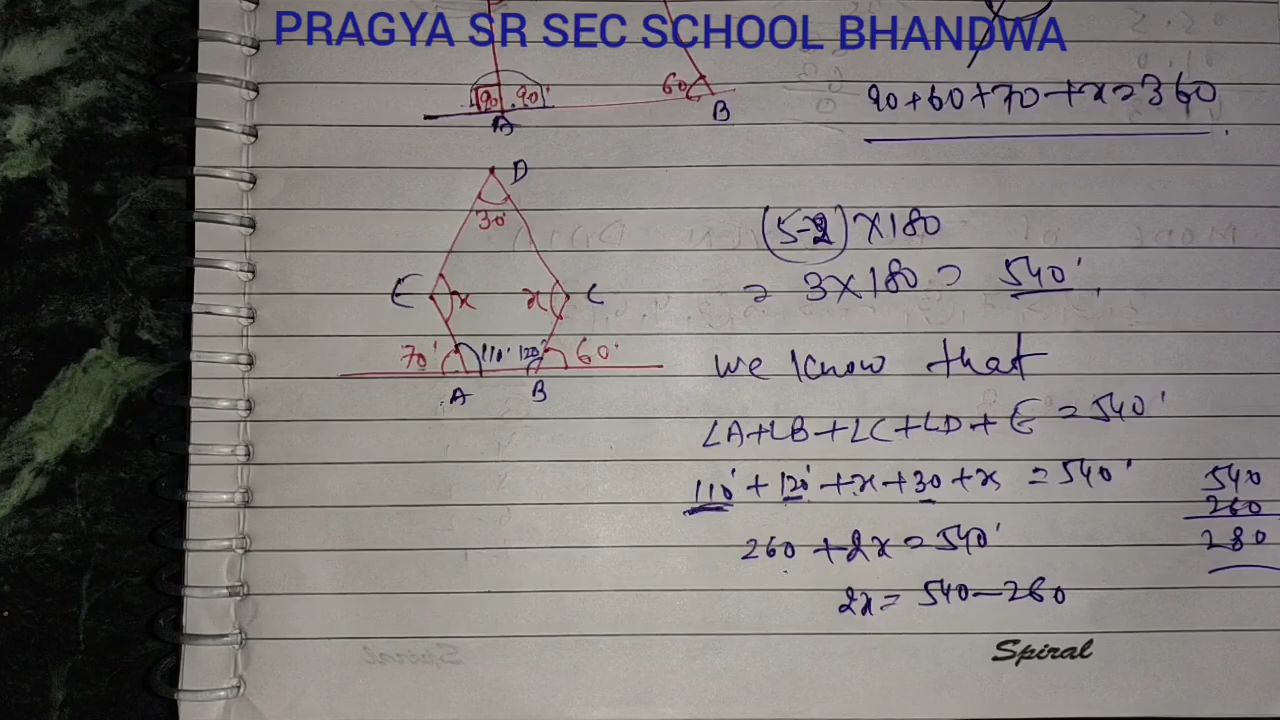 PRAGYA SR SEC SCHOOL BHANDWA
90 90
60
A
B
90+60+70+x=360
D
30°
E x x C
70° 110° 120° 60°
A B
(5-2)×180
= 3×180 = 540°
We know that
∠A+∠B+∠C+∠D+E=540°
110°+120°+x+30+x=540°
540
260
280
260+2x=540°
2x=540-260
Spiral